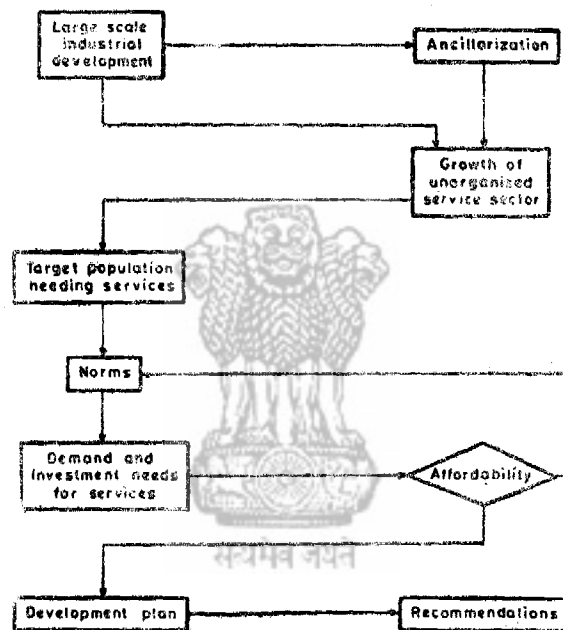 Large scale
industrial
development
Ancillarization
Growth of
unorganised
service sector
Target population
needing services
Norms
Demand and
investment needs
for services
Affordability
सत्यमेव जयते
Development plan
Recommendations